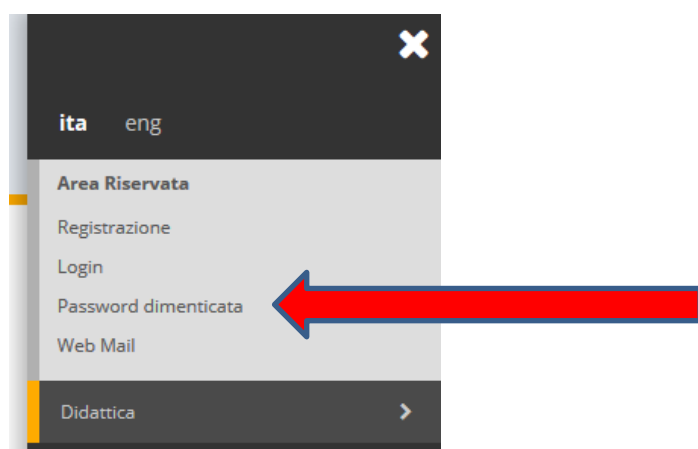 ita eng
Area Riservata
Registrazione
Login
Password dimenticata
Web Mail
Didattica